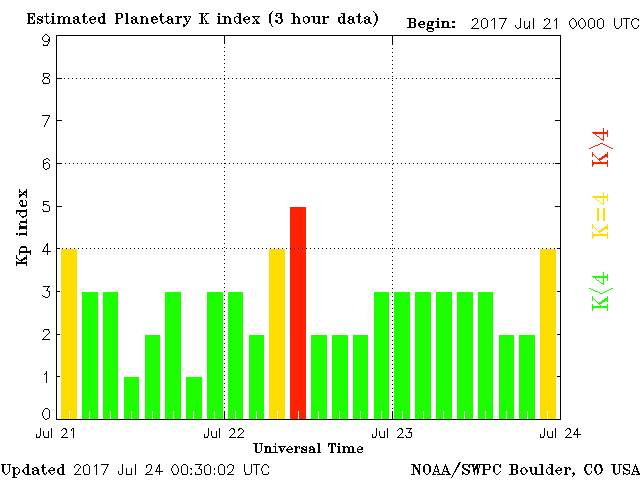 Estimated Planetary K index (3 hour data) Begin: 2017 Jul 21 0000 UTC
9
8
7
6
5
4
3
2
1
0
Kp index
K>4
K=4
K<4
Jul 21 Jul 22 Jul 23 Jul 24
Universal Time
Updated 2017 Jul 24 00:30:02 UTC NOAA/SWPC Boulder, CO USA